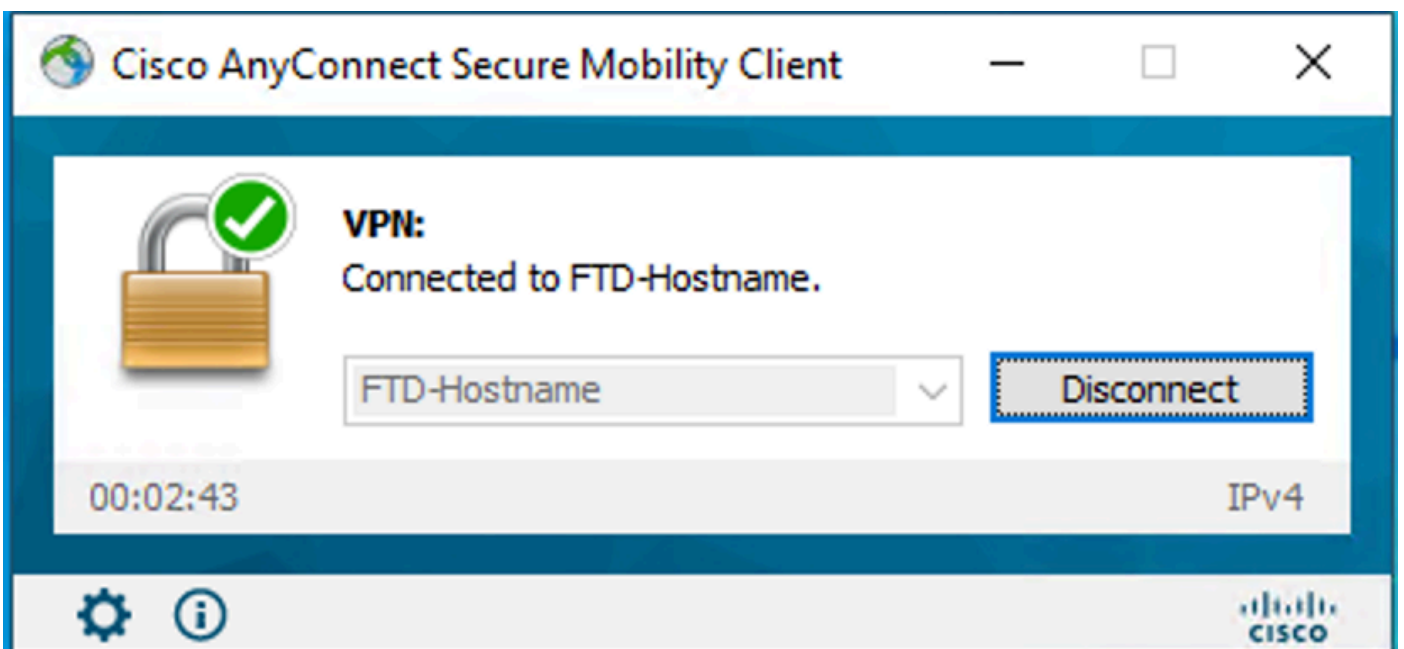 Cisco AnyConnect Secure Mobility Client
VPN:
Connected to FTD-Hostname.
FTD-Hostname
Disconnect
00:02:43
IPv4
CISCO